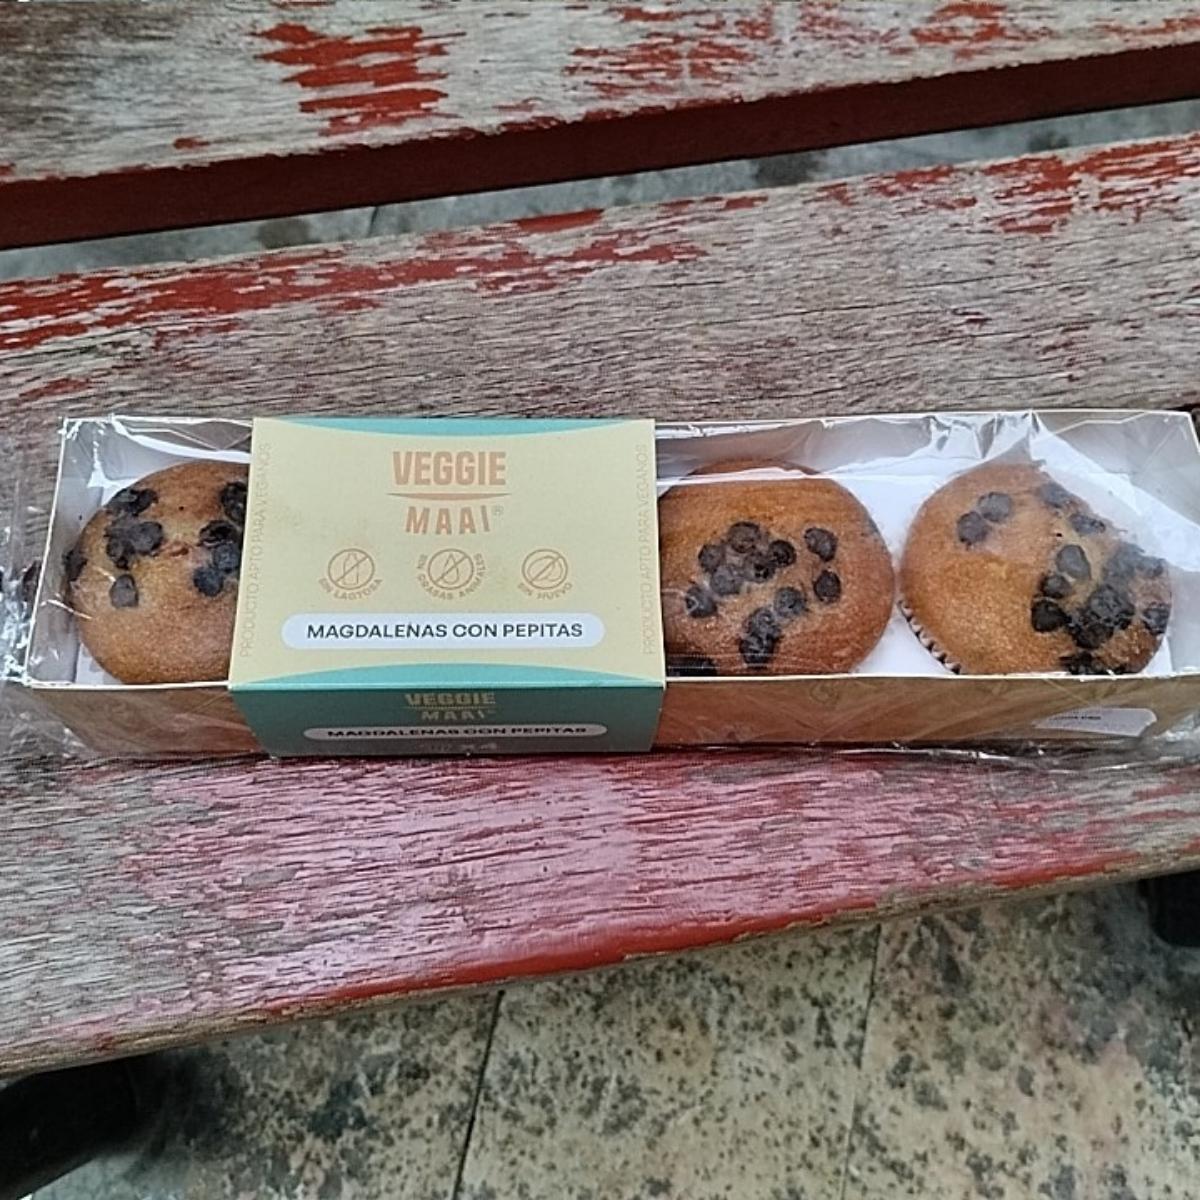 VEGGIE
MAAI®
SIN LACTOSA
SIN GRASAS ANIMALES
SIN HUEVO
MAGDALENAS CON PEPITAS
PRODUCTO APTO PARA VEGANOS
PRODUCTO APTO PARA VEGANOS
VEGGIE
MAAI®
MAGDALENAS CON PEPITAS